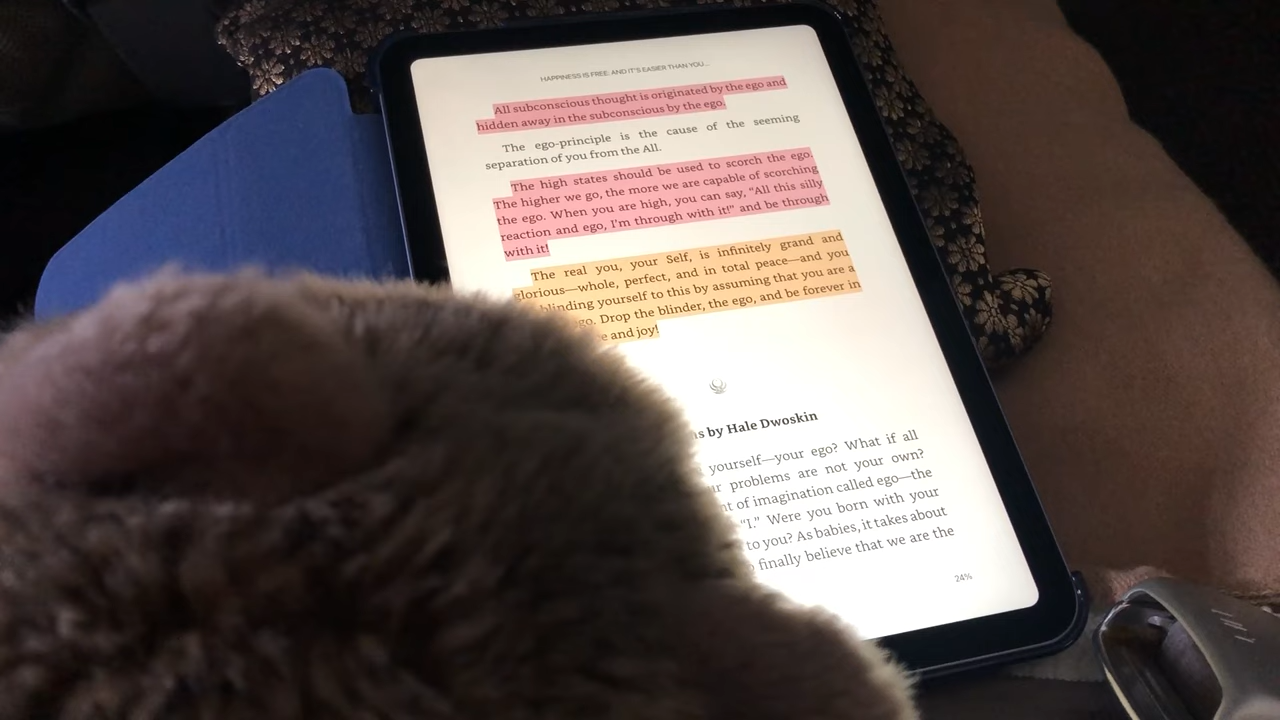 HAPPINESS IS FREE: AND IT'S EASIER THAN YOU...
All subconscious thought is originated by the ego and
hidden away in the subconscious by the ego.
The ego-principle is the cause of the seeming
separation of you from the All.
The high states should be used to scorch the ego.
The higher we go, the more we are capable of scorching
the ego. When you are high, you can say, “All this silly
reaction and ego, I'm through with it!” and be through
with it!
The real you, your Self, is infinitely grand and
glorious—whole, perfect, and in total peace—and you
blinding yourself to this by assuming that you are a
go. Drop the blinder, the ego, and be forever in
e and joy!
ns by Hale Dwoskin
yourself—your ego? What if all
ur problems are not your own?
nt of imagination called ego—the
“I.” Were you born with your
to you? As babies, it takes about
finally believe that we are the
24%